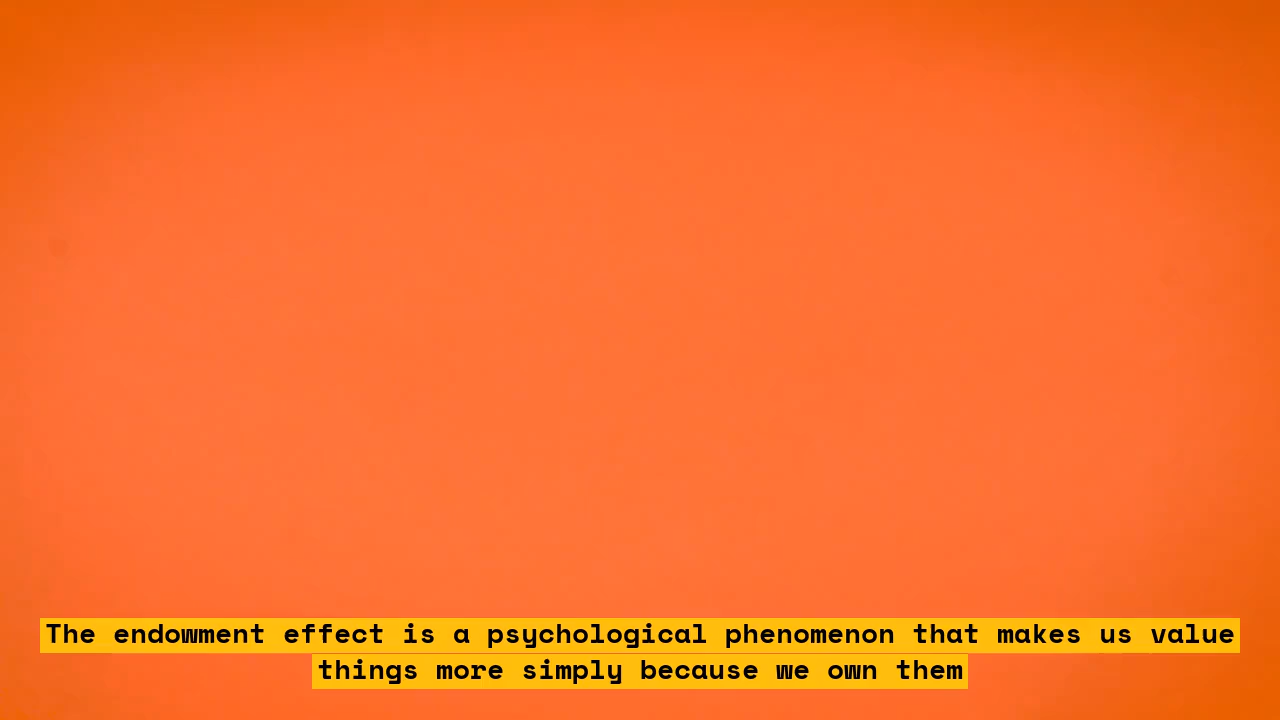 The endowment effect is a psychological phenomenon that makes us value
things more simply because we own them